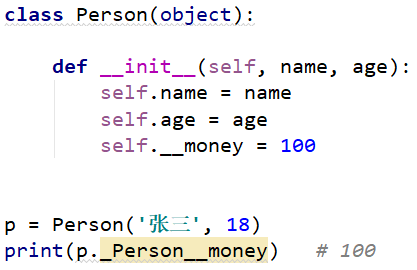 class Person(object):
def __init__(self, name, age):
self.name = name
self.age = age
self.__money = 100
p = Person('张三', 18)
print(p._Person__money)   # 100